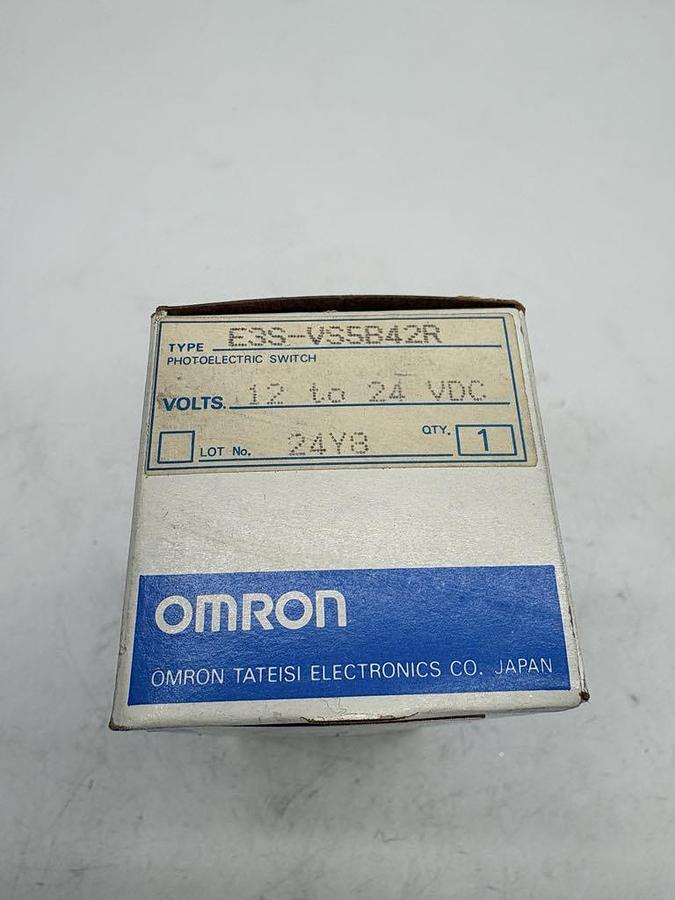 TYPE E3S-VS5B42R
PHOTOELECTRIC SWITCH
VOLTS. 12 to 24 VDC
LOT No. 24Y8 QTY. 1
OMRON
OMRON TATEISI ELECTRONICS CO. JAPAN